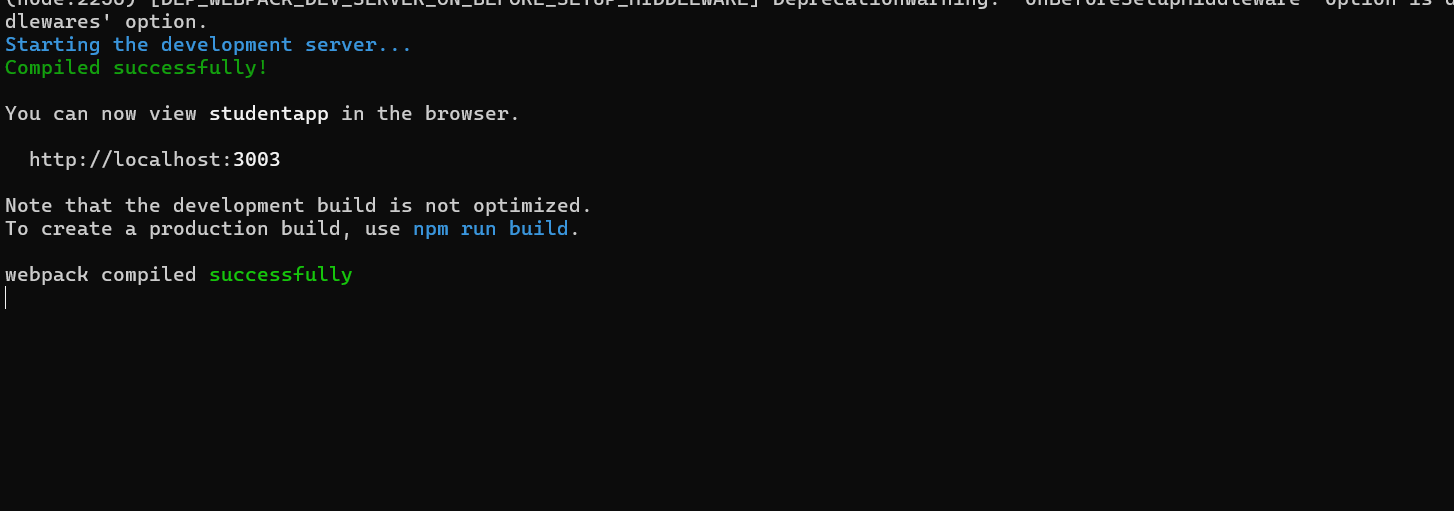 [DEP_WEBPACK_DEV_SERVER_ON_BEFORE_SETUP_MIDDLEWARE] DeprecationWarning: 'onBeforeSetupMiddleware' option is
dlewares' option.
Starting the development server...
Compiled successfully!
You can now view studentapp in the browser.
http://localhost:3003
Note that the development build is not optimized.
To create a production build, use npm run build.
webpack compiled successfully